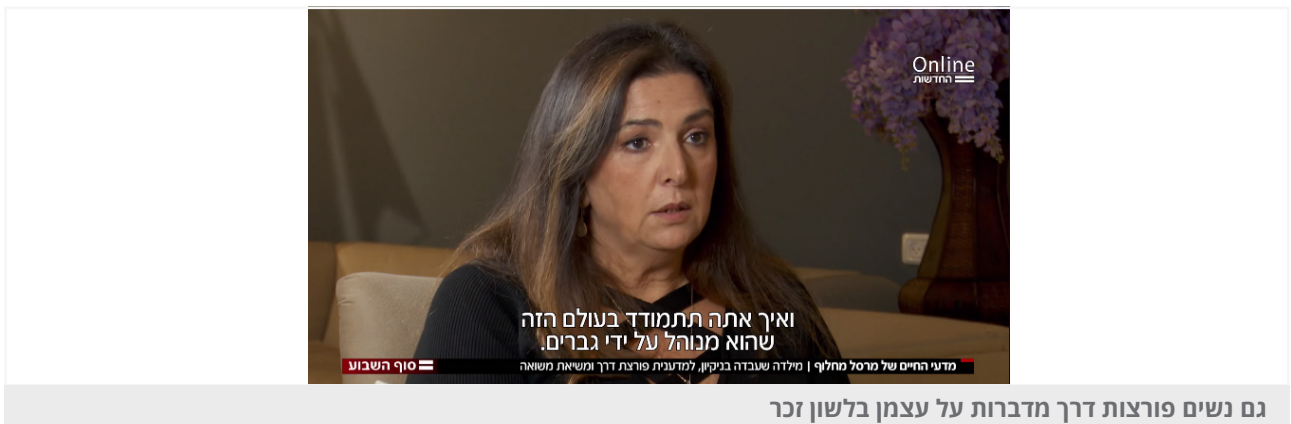 Online
החדשות
ואיך אתה תתמודד בעולם הזה
שהוא מנוהל על ידי גברים.
מדעי החיים של מרסל מחלוף | מילדה שעבדה בניקיון, למדענית פורצת דרך ומשיאת משואה
סוף השבוע
גם נשים פורצות דרך מדברות על עצמן בלשון זכר